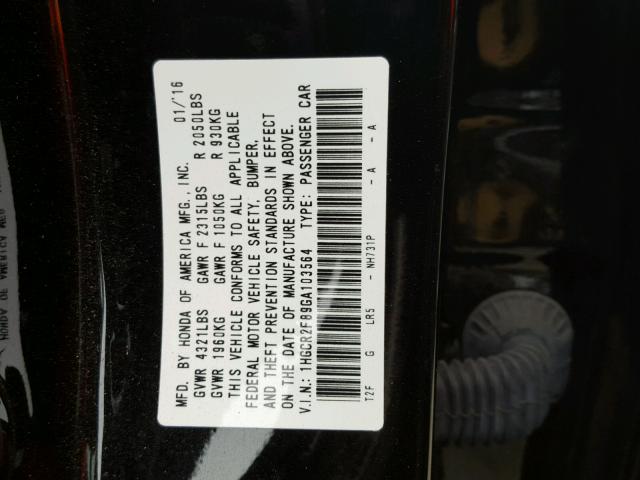 MFD. BY HONDA OF AMERICA MFG., INC. 01/16
GVWR 4321LBS GAWR F 2315LBS R 2050LBS
GVWR 1960KG GAWR F 1050KG R 930KG
THIS VEHICLE CONFORMS TO ALL APPLICABLE
FEDERAL MOTOR VEHICLE SAFETY, BUMPER,
AND THEFT PREVENTION STANDARDS IN EFFECT
ON THE DATE OF MANUFACTURE SHOWN ABOVE.
V.I.N.: 1HGCR2F89GA103564 TYPE: PASSENGER CAR
T2F G LR5 - NH731P - A - A